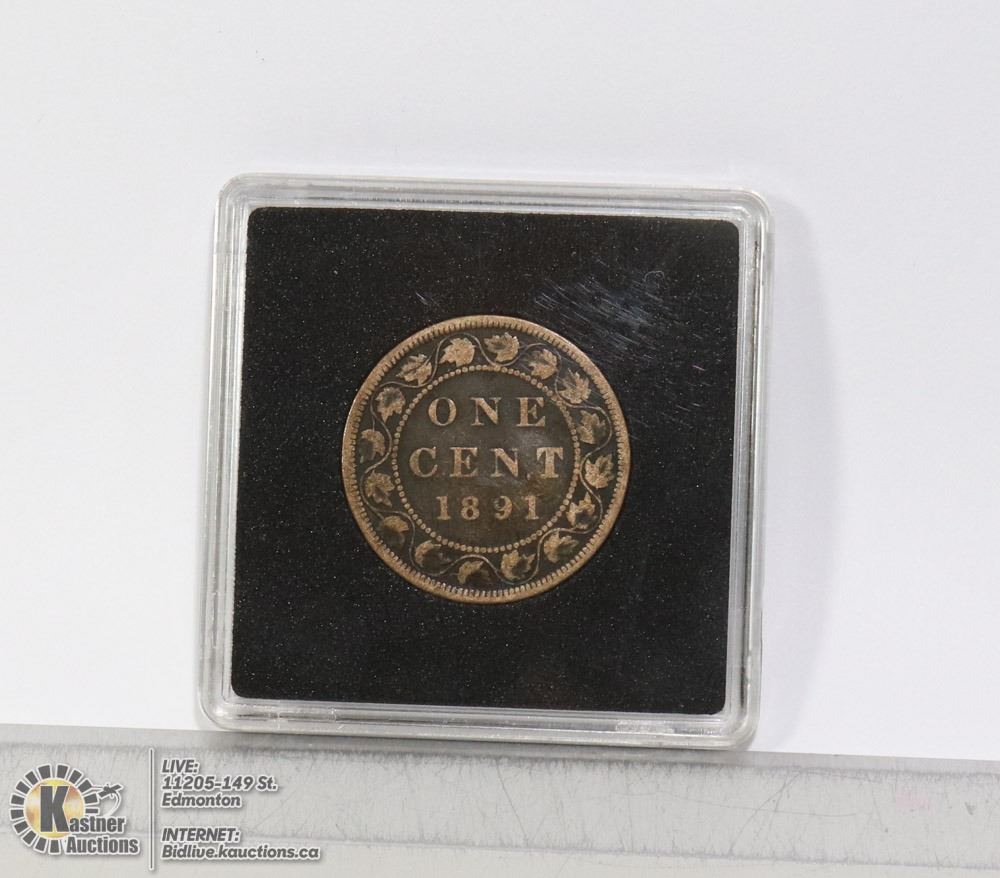 ONE
CENT
1891
Kastner
Auctions
LIVE:
11205-149 St.
Edmonton
INTERNET:
Bidlive.kauctions.ca